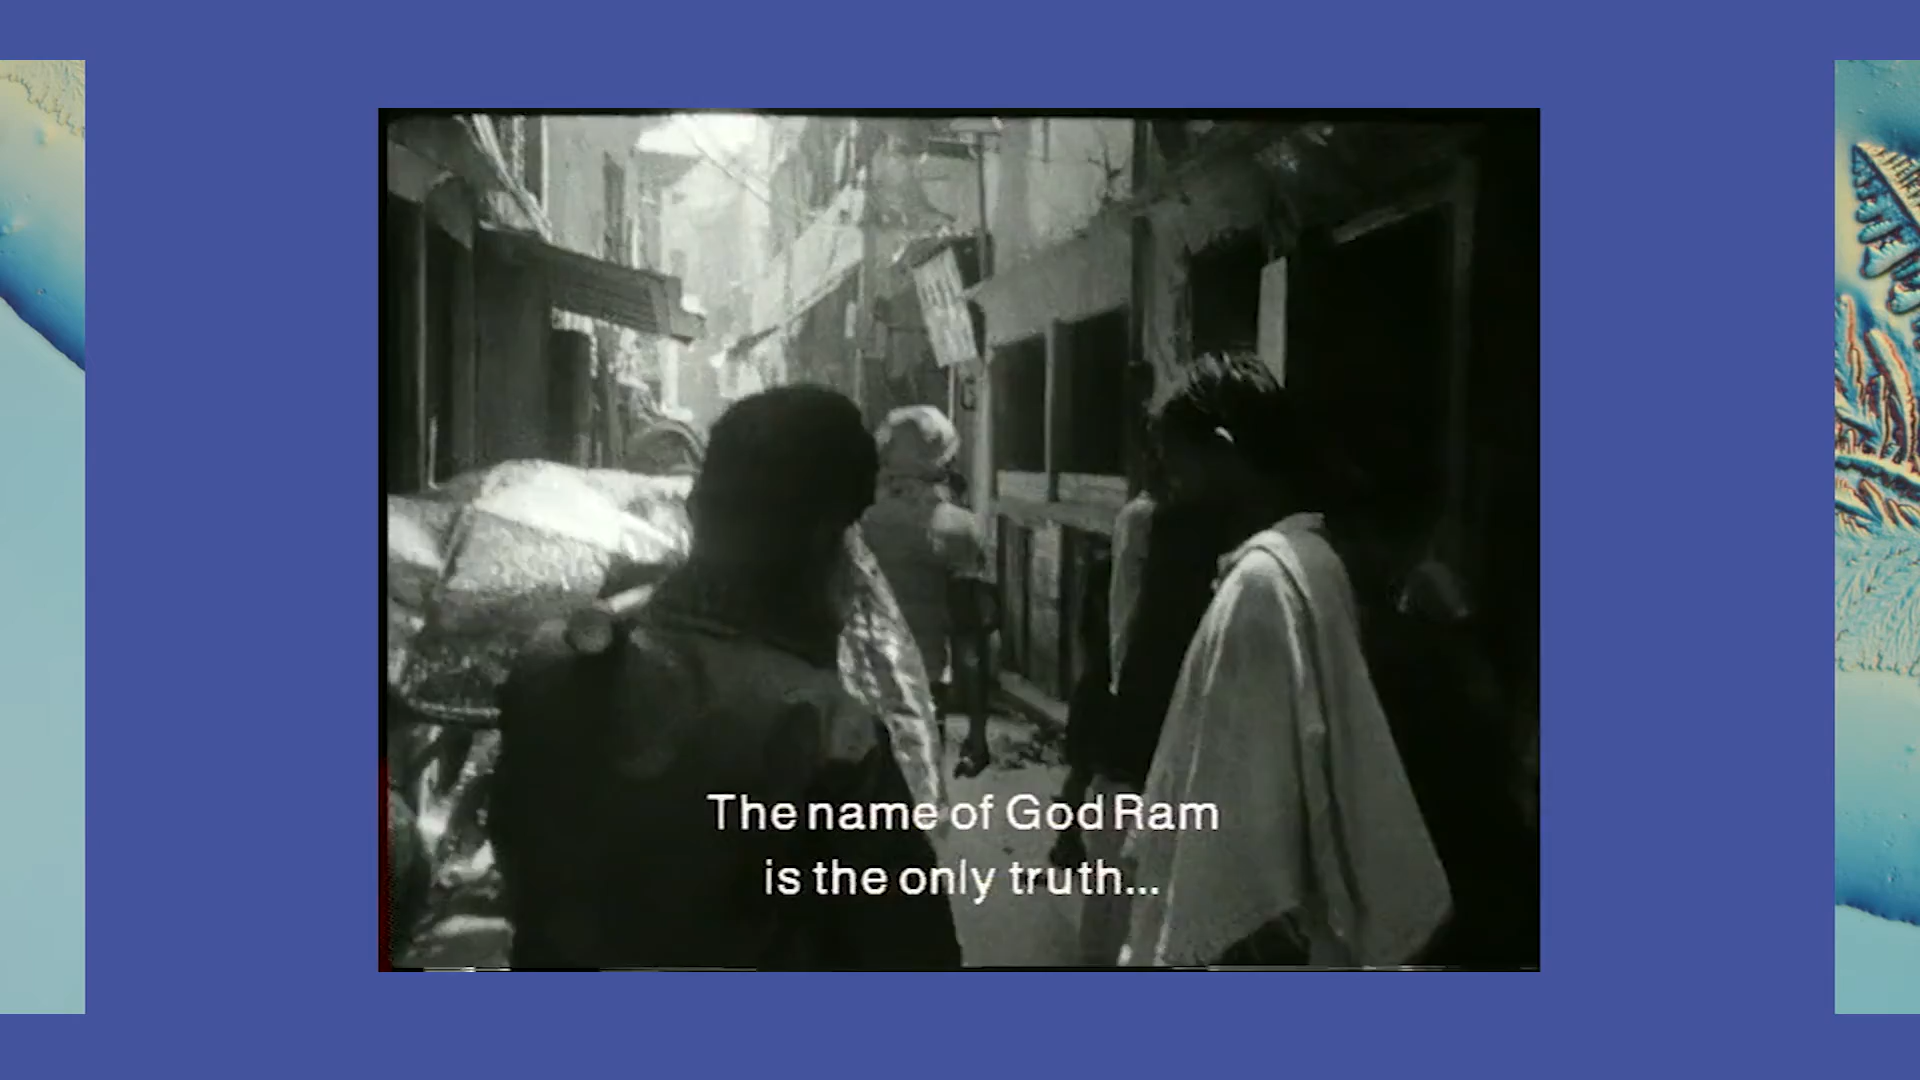 The name of God Ram
is the only truth...